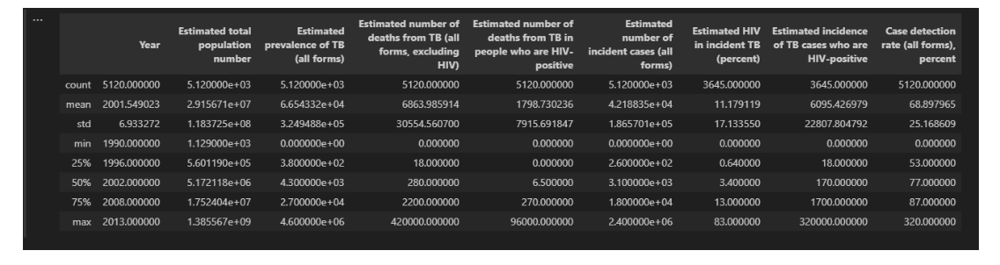 ...
Year Estimated total population number Estimated prevalence of TB (all forms) Estimated number of deaths from TB (all forms, excluding HIV) Estimated number of deaths from TB in people who are HIV-positive Estimated number of incident cases (all forms) Estimated HIV in incident TB (percent) Estimated incidence of TB cases who are HIV-positive Case detection rate (all forms), percent
count 5120.000000 5.120000e+03 5.120000e+03 5120.000000 5120.000000 5.120000e+03 3645.000000 3645.000000 5120.000000
mean 2001.549023 2.915671e+07 6.654332e+04 6863.985914 1798.730236 4.218835e+04 11.179119 6095.426979 68.897965
std 6.933272 1.183725e+08 3.249488e+05 30554.560700 7915.691847 1.865701e+05 17.133550 22807.804792 25.168609
min 1990.000000 1.129000e+03 0.000000e+00 0.000000 0.000000 0.000000e+00 0.000000 0.000000 0.000000
25% 1996.000000 5.601190e+05 3.800000e+02 18.000000 0.000000 2.600000e+02 0.640000 18.000000 53.000000
50% 2002.000000 5.172118e+06 4.300000e+03 280.000000 6.500000 3.100000e+03 3.400000 170.000000 77.000000
75% 2008.000000 1.752404e+07 2.700000e+04 2200.000000 270.000000 1.800000e+04 13.000000 1700.000000 87.000000
max 2013.000000 1.385567e+09 4.600000e+06 420000.000000 96000.000000 2.400000e+06 83.000000 320000.000000 320.000000